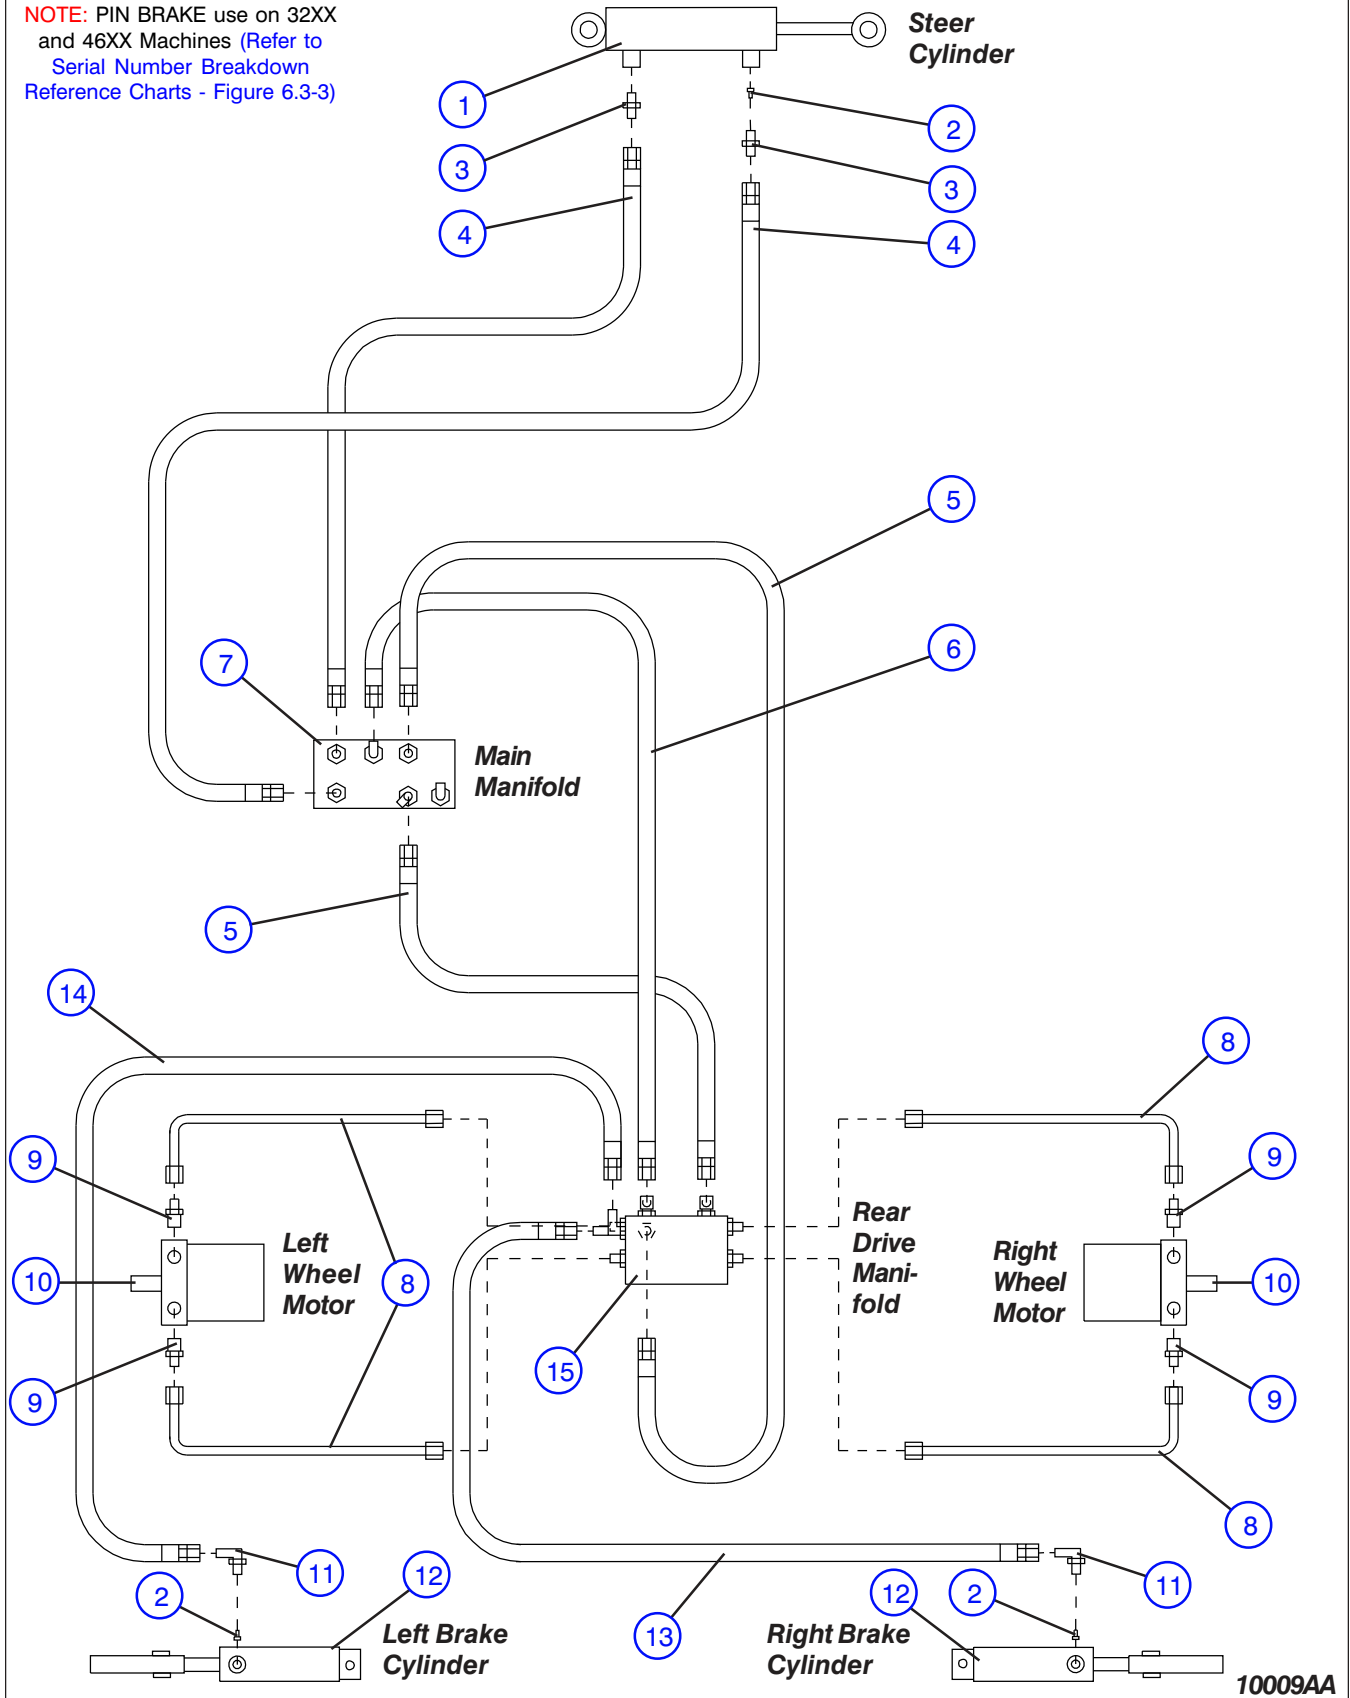 NOTE: PIN BRAKE use on 32XX
and 46XX Machines (Refer to
Serial Number Breakdown
Reference Charts - Figure 6.3-3)
Steer
Cylinder
1
2
3
3
4
4
5
6
7
Main
Manifold
5
14
8
9
9
Left
Wheel
Motor
8
Rear
Drive
Mani-
fold
Right
Wheel
Motor
10
10
15
9
9
8
11
12
2
Left Brake
Cylinder
13
Right Brake
Cylinder
12
2
11
10009AA